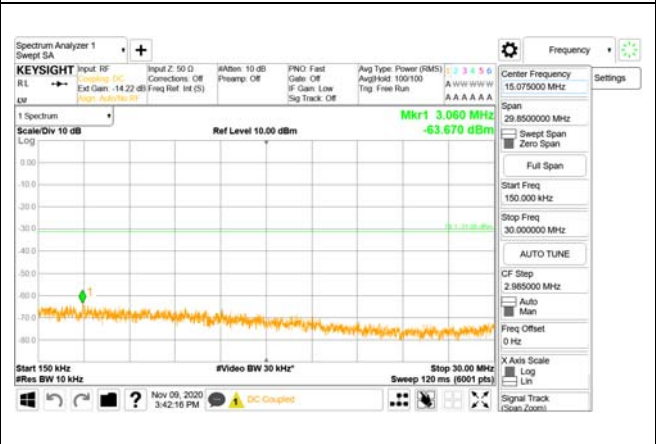 Spectrum Analyzer 1
Swept SA
Frequency
KEYSIGHT
RL
Input: RF
Coupling: DC
Ext Gain: -14.22 dB
Align: Auto/No RF
Input Z: 50 Ω
Corrections: Off
Freq Ref: Int (S)
#Atten: 10 dB
Preamp: Off
PNO: Fast
Gate: Off
IF Gain: Low
Sig Track: Off
Avg Type: Power (RMS)
Avg|Hold: 100/100
Trig: Free Run
1 2 3 4 5 6
A W W W W W
A A A A A A
1 Spectrum
Scale/Div 10 dB
Log
Ref Level 10.00 dBm
Mkr1 3.060 MHz
-63.670 dBm
0.00
-10.0
-20.0
-30.0
-40.0
-50.0
-60.0
-70.0
-80.0
1
Start 150 kHz
#Res BW 10 kHz
#Video BW 30 kHz*
Stop 30.00 MHz
Sweep 120 ms (6001 pts)
Nov 09, 2020
3:42:16 PM
DC Coupled
Center Frequency
15.075000 MHz
Settings
Span
29.8500000 MHz
Swept Span
Zero Span
Full Span
Start Freq
150.000 kHz
Stop Freq
30.000000 MHz
AUTO TUNE
CF Step
2.985000 MHz
Auto
Man
Freq Offset
0 Hz
X Axis Scale
Log
Lin
Signal Track
(Span Zoom)